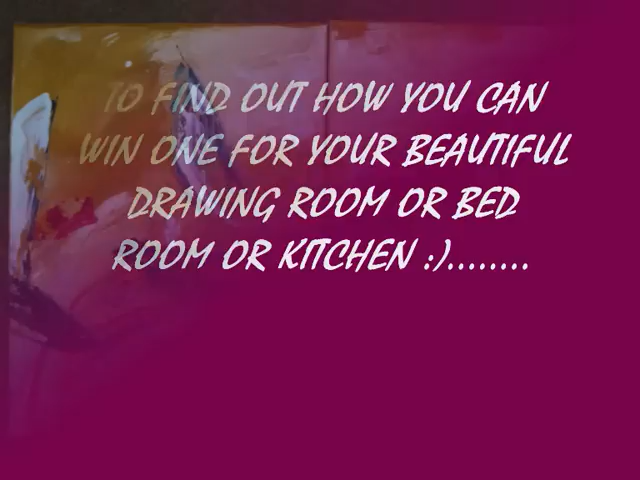 TO FIND OUT HOW YOU CAN
WIN ONE FOR YOUR BEAUTIFUL
DRAWING ROOM OR BED
ROOM OR KITCHEN :)........